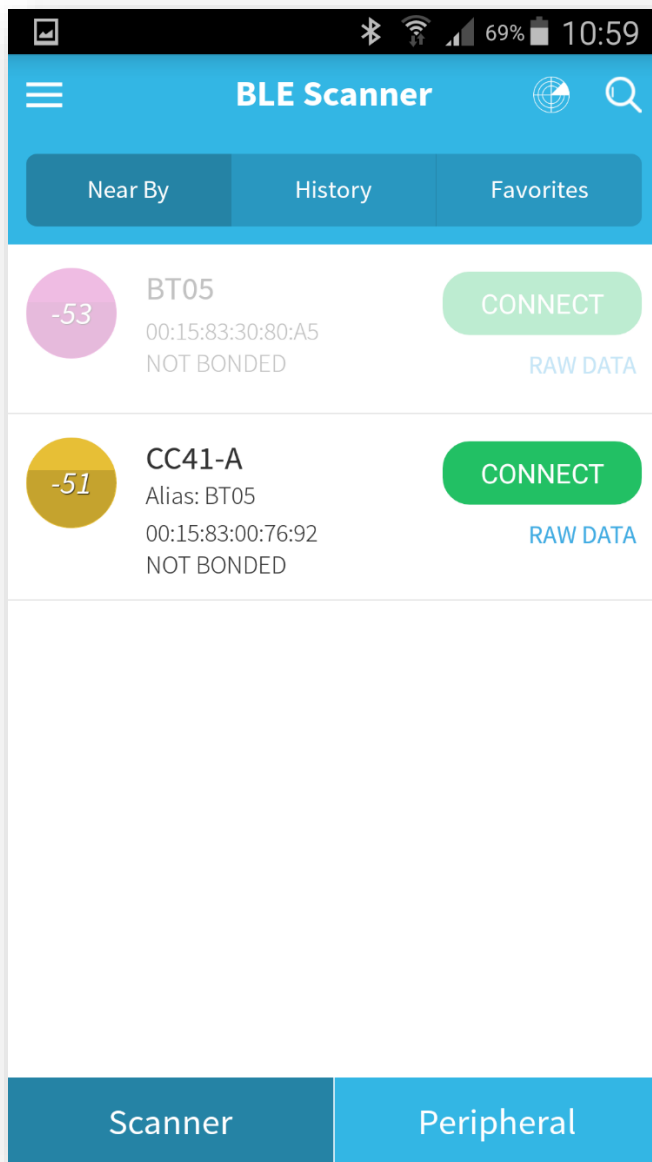 69% 10:59
BLE Scanner
Near By History Favorites
-53
BT05
00:15:83:30:80:A5
NOT BONDED
CONNECT
RAW DATA
-51
CC41-A
Alias: BT05
00:15:83:00:76:92
NOT BONDED
CONNECT
RAW DATA
Scanner Peripheral